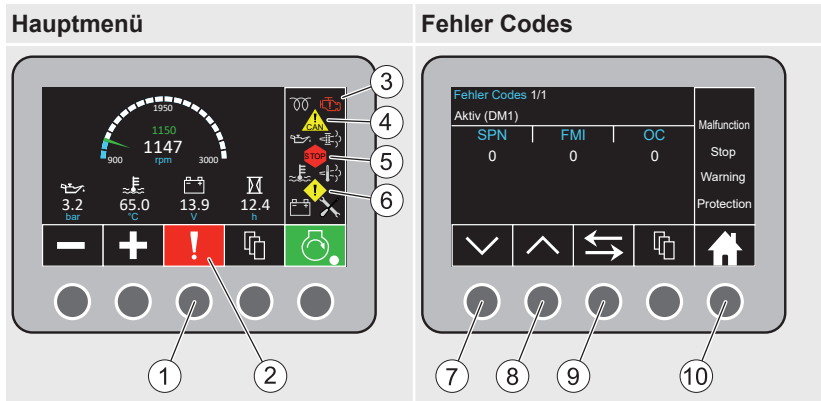 Hauptmenü
1950
1150
1147
rpm
900
3000
3.2
bar
65.0
°C
13.9
V
12.4
h
CAN
STOP
3
4
5
6
1
2
Fehler Codes
Fehler Codes 1/1
Aktiv (DM1)
SPN FMI OC
0 0 0
Malfunction
Stop
Warning
Protection
7
8
9
10